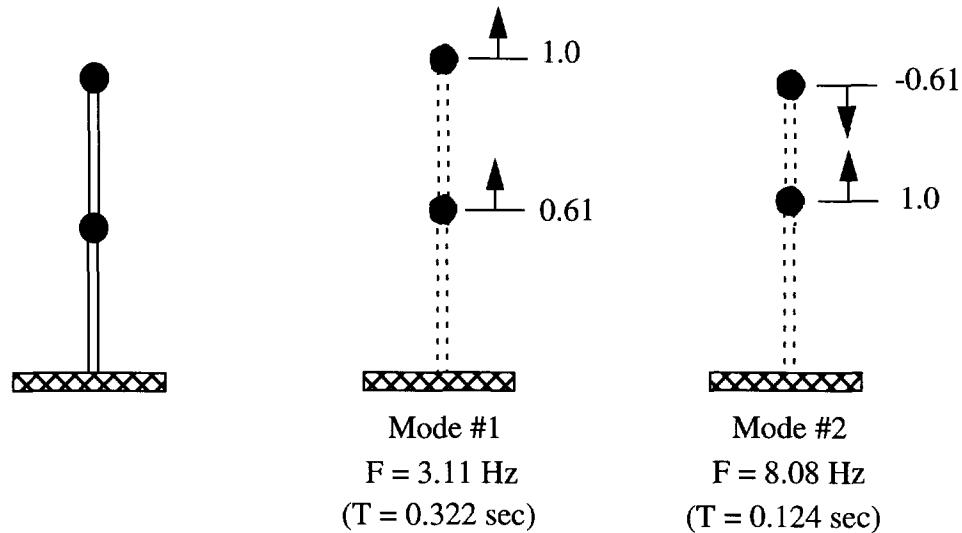 1.0
0.61
-0.61
1.0
Mode #1
F = 3.11 Hz
(T = 0.322 sec)
Mode #2
F = 8.08 Hz
(T = 0.124 sec)